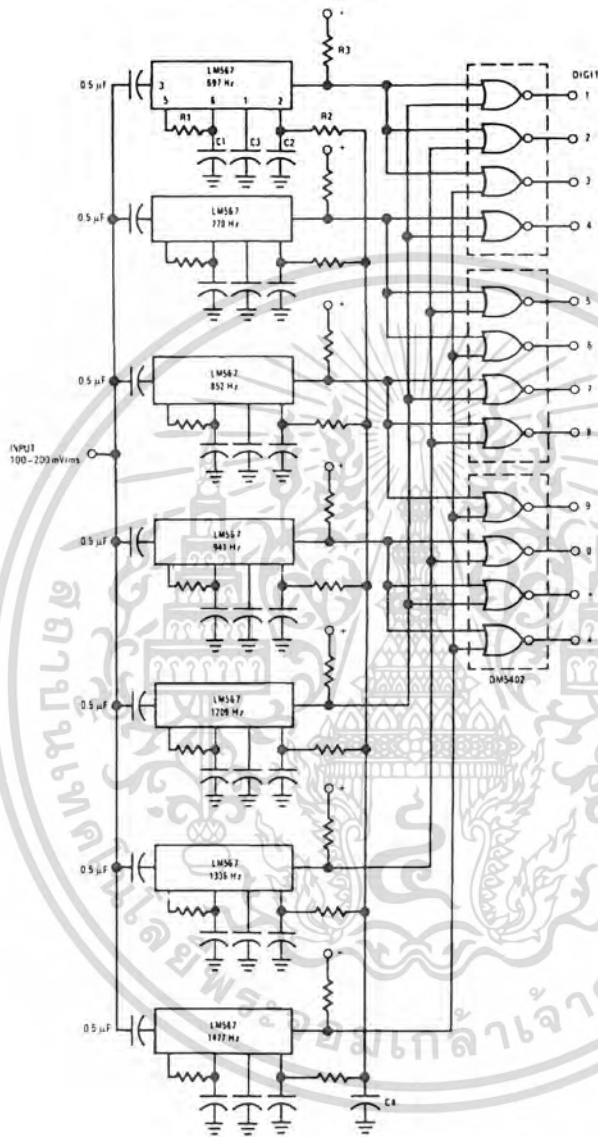 +
R3
DIGIT
0.5 µF
3
LM567
697 Hz
5
6
1
2
R1
R2
C1
C3
C2
1
2
3
4
+
0.5 µF
LM567
770 Hz
5
6
7
8
+
0.5 µF
LM567
852 Hz
INPUT
100-200 mVrms
+
0.5 µF
LM567
941 Hz
9
0
DM5402
+
0.5 µF
LM567
1209 Hz
+
0.5 µF
LM567
1336 Hz
0.5 µF
LM567
1477 Hz
C4